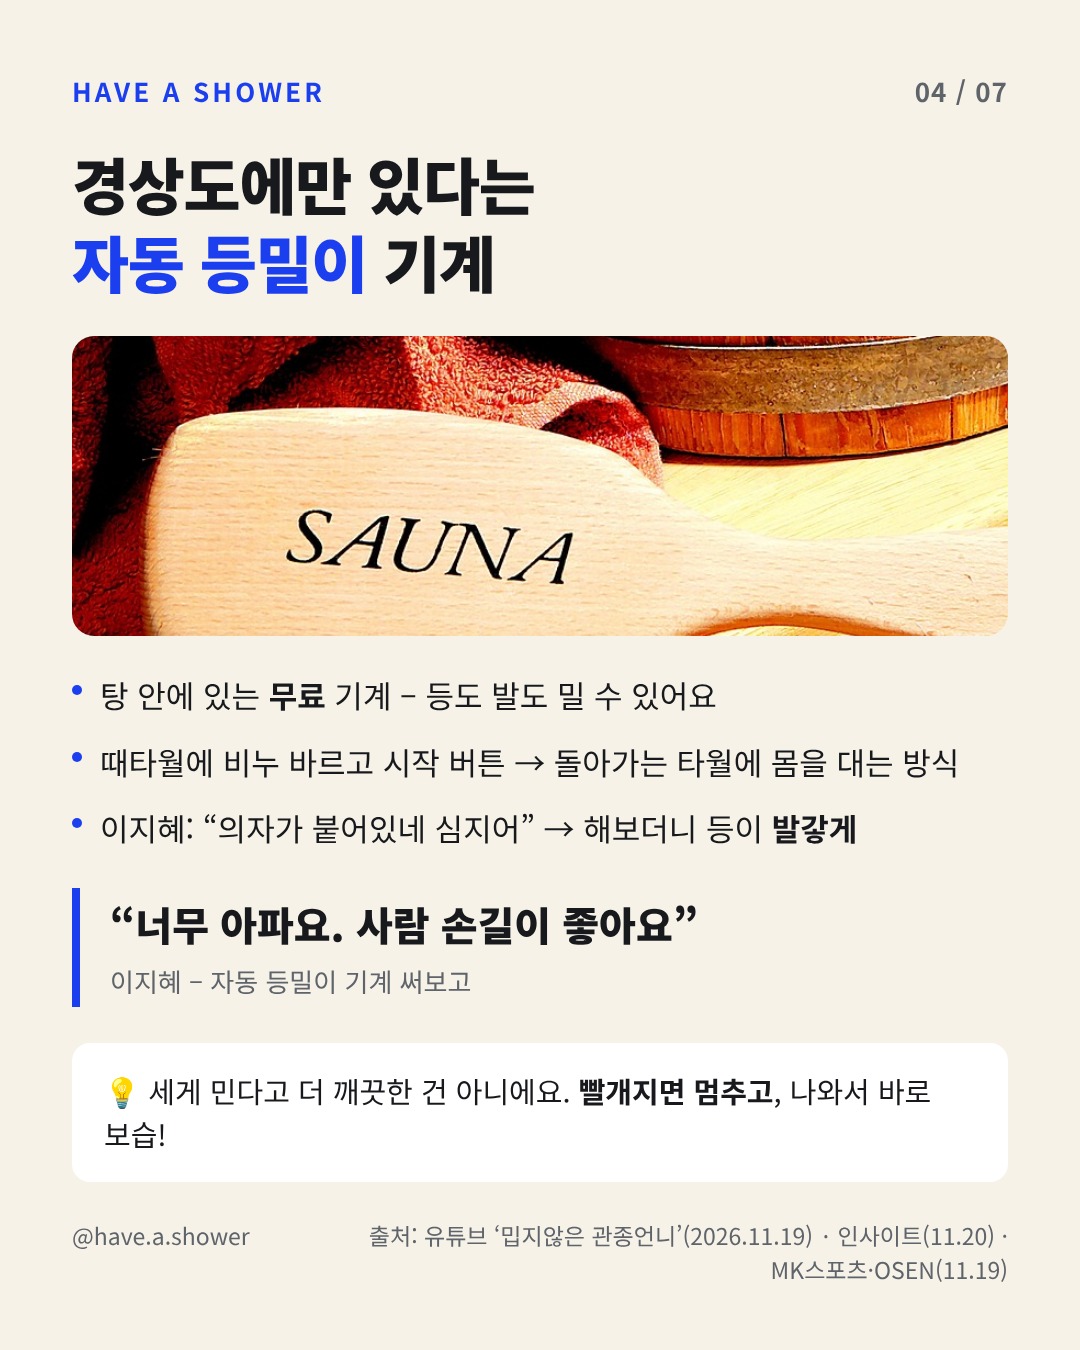 HAVE A SHOWER
04 / 07
경상도에만 있다는
자동 등밀이 기계
SAUNA
• 탕 안에 있는 무료 기계 – 등도 발도 밀 수 있어요
• 때타월에 비누 바르고 시작 버튼 → 돌아가는 타월에 몸을 대는 방식
• 이지혜: “의자가 붙어있네 심지어” → 해보더니 등이 발갛게
“너무 아파요. 사람 손길이 좋아요”
이지혜 – 자동 등밀이 기계 써보고
💡 세게 민다고 더 깨끗한 건 아니에요. 빨개지면 멈추고, 나와서 바로
보습!
@have.a.shower
출처: 유튜브 ‘밉지않은 관종언니’(2026.11.19) · 인사이트(11.20) ·
MK스포츠·OSEN(11.19)